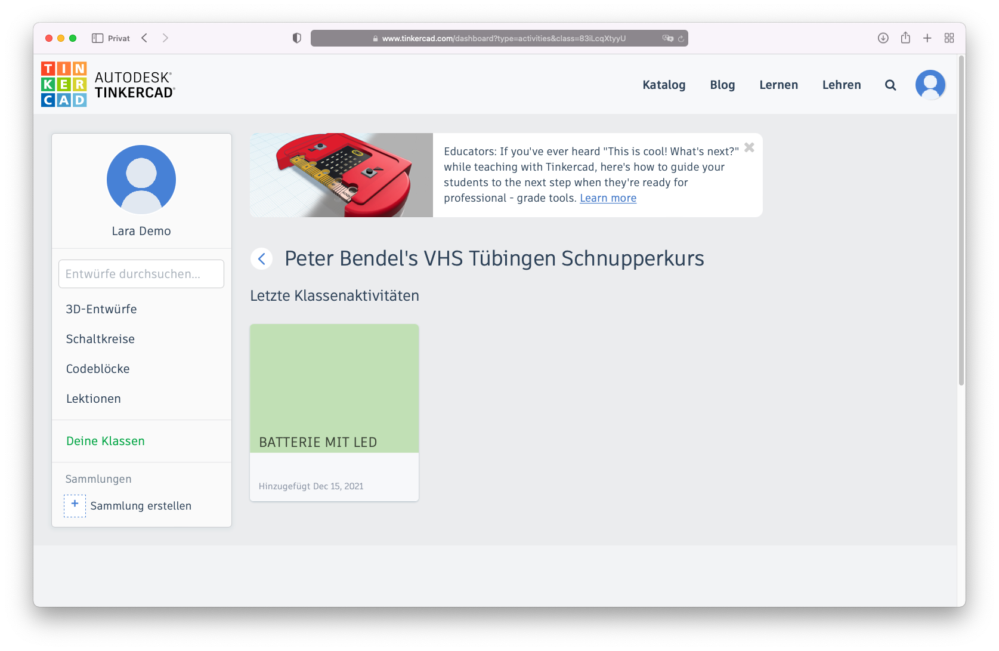 Privat
www.tinkercad.com/dashboard?type=activities&class=83iLcqXtyyU
TIN
KER
CAD
AUTODESK®
TINKERCAD®
Katalog
Blog
Lernen
Lehren
Lara Demo
Entwürfe durchsuchen...
3D-Entwürfe
Schaltkreise
Codeblöcke
Lektionen
Deine Klassen
Sammlungen
+ Sammlung erstellen
Educators: If you've ever heard "This is cool! What's next?"
while teaching with Tinkercad, here's how to guide your
students to the next step when they're ready for
professional - grade tools. Learn more
Peter Bendel's VHS Tübingen Schnupperkurs
Letzte Klassenaktivitäten
BATTERIE MIT LED
Hinzugefügt Dec 15, 2021